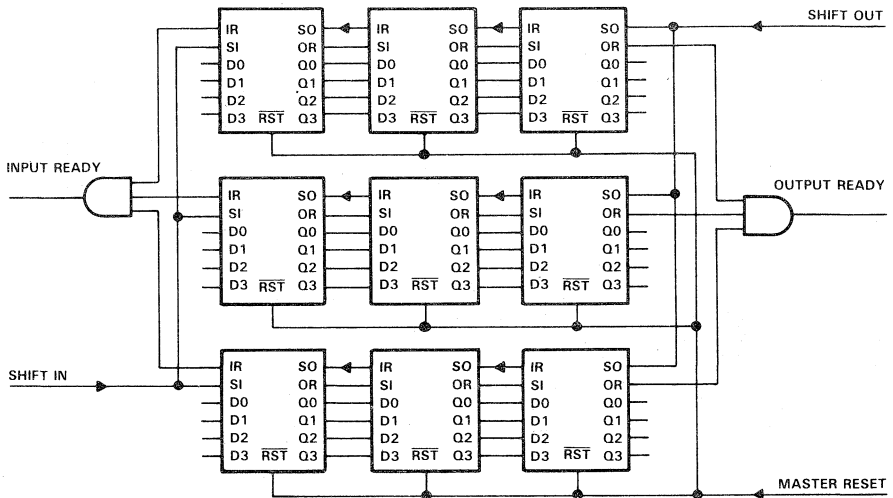 SHIFT OUT
IR SO IR SO IR SO
SI OR SI OR SI OR
D0 Q0 D0 Q0 D0 Q0
D1 Q1 D1 Q1 D1 Q1
D2 Q2 D2 Q2 D2 Q2
D3 RST Q3 D3 RST Q3 D3 RST Q3
INPUT READY
OUTPUT READY
IR SO IR SO IR SO
SI OR SI OR SI OR
D0 Q0 D0 Q0 D0 Q0
D1 Q1 D1 Q1 D1 Q1
D2 Q2 D2 Q2 D2 Q2
D3 RST Q3 D3 RST Q3 D3 RST Q3
SHIFT IN
IR SO IR SO IR SO
SI OR SI OR SI OR
D0 Q0 D0 Q0 D0 Q0
D1 Q1 D1 Q1 D1 Q1
D2 Q2 D2 Q2 D2 Q2
D3 RST Q3 D3 RST Q3 D3 RST Q3
MASTER RESET